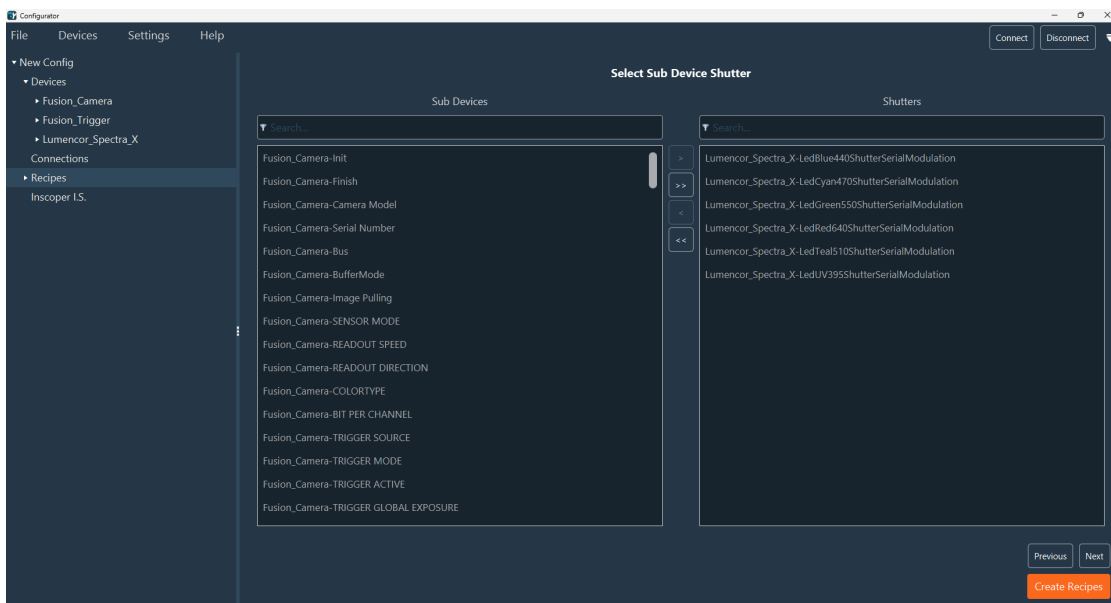 Configurator
File Devices Settings Help
Connect Disconnect
New Config
Devices
Fusion_Camera
Fusion_Trigger
Lumencor_Spectra_X
Connections
Recipes
Inscoper I.S.
Select Sub Device Shutter
Sub Devices
Search...
Fusion_Camera-Init
Fusion_Camera-Finish
Fusion_Camera-Camera Model
Fusion_Camera-Serial Number
Fusion_Camera-Bus
Fusion_Camera-BufferMode
Fusion_Camera-Image Pulling
Fusion_Camera-SENSOR MODE
Fusion_Camera-READOUT SPEED
Fusion_Camera-READOUT DIRECTION
Fusion_Camera-COLORTYPE
Fusion_Camera-BIT PER CHANNEL
Fusion_Camera-TRIGGER SOURCE
Fusion_Camera-TRIGGER MODE
Fusion_Camera-TRIGGER ACTIVE
Fusion_Camera-TRIGGER GLOBAL EXPOSURE
>
>>
<
<<
Shutters
Search...
Lumencor_Spectra_X-LedBlue440ShutterSerialModulation
Lumencor_Spectra_X-LedCyan470ShutterSerialModulation
Lumencor_Spectra_X-LedGreen550ShutterSerialModulation
Lumencor_Spectra_X-LedRed640ShutterSerialModulation
Lumencor_Spectra_X-LedTeal510ShutterSerialModulation
Lumencor_Spectra_X-LedUV395ShutterSerialModulation
Previous Next
Create Recipes